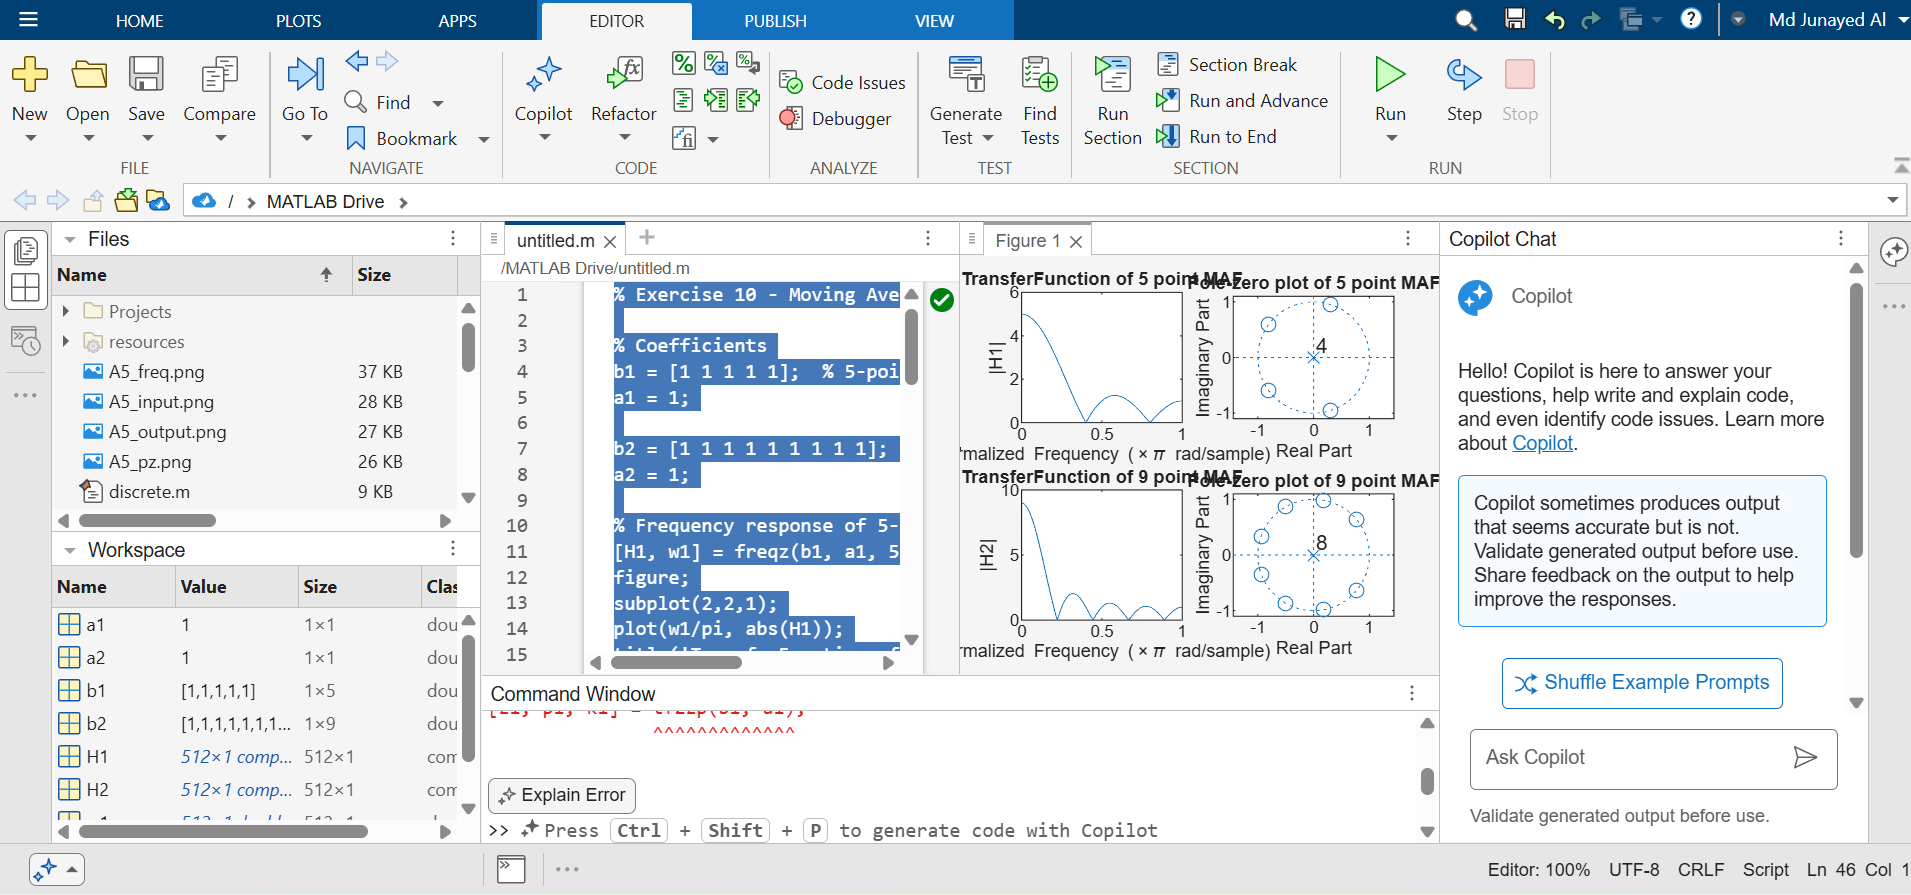 HOME PLOTS APPS EDITOR PUBLISH VIEW Md Junayed Al
New Open Save Compare
FILE
Go To Find Bookmark
NAVIGATE
Copilot Refactor
CODE
Code Issues
Debugger
ANALYZE
Generate Test Find Tests
TEST
Run Section Section Break
Run and Advance
Run to End
SECTION
Run Step Stop
RUN
/ > MATLAB Drive >
Files
Name Size
Projects
resources
A5_freq.png 37 KB
A5_input.png 28 KB
A5_output.png 27 KB
A5_pz.png 26 KB
discrete.m 9 KB
Workspace
Name Value Size Clas
a1 1 1×1 dou
a2 1 1×1 dou
b1 [1,1,1,1,1] 1×5 dou
b2 [1,1,1,1,1,1,1... 1×9 dou
H1 512×1 comp... 512×1 com
H2 512×1 comp... 512×1 com
untitled.m
/MATLAB Drive/untitled.m
1 % Exercise 10 - Moving Ave
2
3 % Coefficients
4 b1 = [1 1 1 1 1]; % 5-poi
5 a1 = 1;
6
7 b2 = [1 1 1 1 1 1 1 1 1];
8 a2 = 1;
9
10 % Frequency response of 5-
11 [H1, w1] = freqz(b1, a1, 5
12 figure;
13 subplot(2,2,1);
14 plot(w1/pi, abs(H1));
15
Figure 1
TransferFunction of 5 point MAF
|H1|
6
4
2
0
0 0.5 1
rmalized Frequency (×π rad/sample)
Pole-Zero plot of 5 point MAF
Imaginary Part
1
0
-1
4
-1 0 1
Real Part
TransferFunction of 9 point MAF
|H2|
10
5
0
0 0.5 1
rmalized Frequency (×π rad/sample)
Pole-Zero plot of 9 point MAF
Imaginary Part
1
0
-1
8
-1 0 1
Real Part
Command Window
^^^^^^^^^^^^^
Explain Error
>> Press Ctrl + Shift + P to generate code with Copilot
Copilot Chat
Copilot
Hello! Copilot is here to answer your
questions, help write and explain code,
and even identify code issues. Learn more
about Copilot.
Copilot sometimes produces output
that seems accurate but is not.
Validate generated output before use.
Share feedback on the output to help
improve the responses.
Shuffle Example Prompts
Ask Copilot
Validate generated output before use.
Editor: 100% UTF-8 CRLF Script Ln 46 Col 1